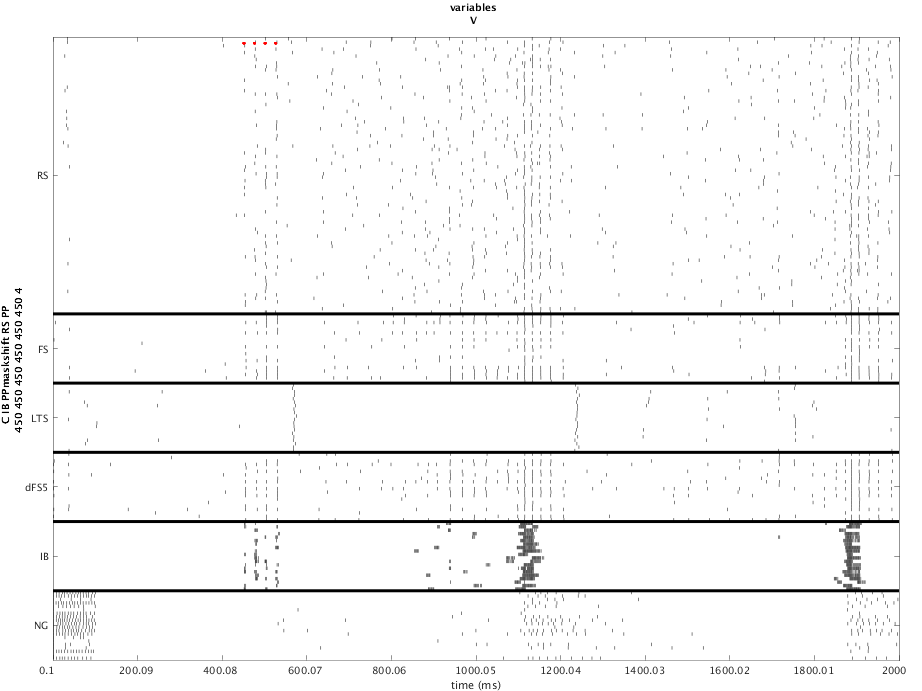 variables
V
RS
FS
LTS
dFS5
IB
NG
C IB PPmaskshift RS PP
450 450 450 450 450 450 4
0.1 200.09 400.08 600.07 800.06 1000.05 1200.04 1400.03 1600.02 1800.01 2000
time (ms)